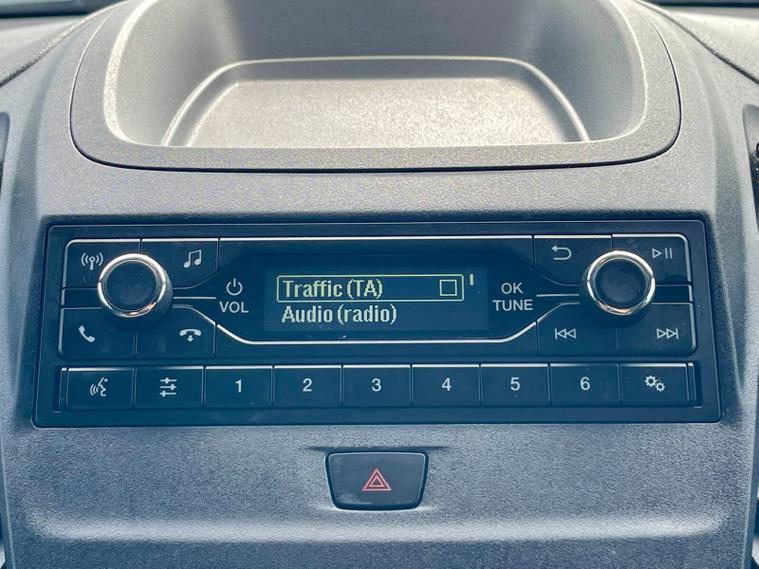 Traffic (TA)
Audio (radio)
VOL
OK
TUNE
1 2 3 4 5 6